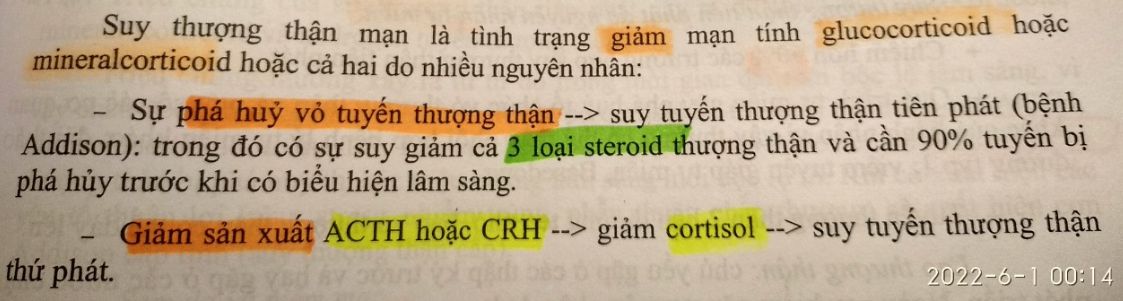 Suy thượng thận mạn là tình trạng giảm mạn tính glucocorticoid hoặc
mineralcorticoid hoặc cả hai do nhiều nguyên nhân:
– Sự phá huỷ vỏ tuyến thượng thận --> suy tuyến thượng thận tiên phát (bệnh
Addison): trong đó có sự suy giảm cả 3 loại steroid thượng thận và cần 90% tuyến bị
phá hủy trước khi có biểu hiện lâm sàng.
– Giảm sản xuất ACTH hoặc CRH --> giảm cortisol --> suy tuyến thượng thận
thứ phát.
2022-6-1 00:14